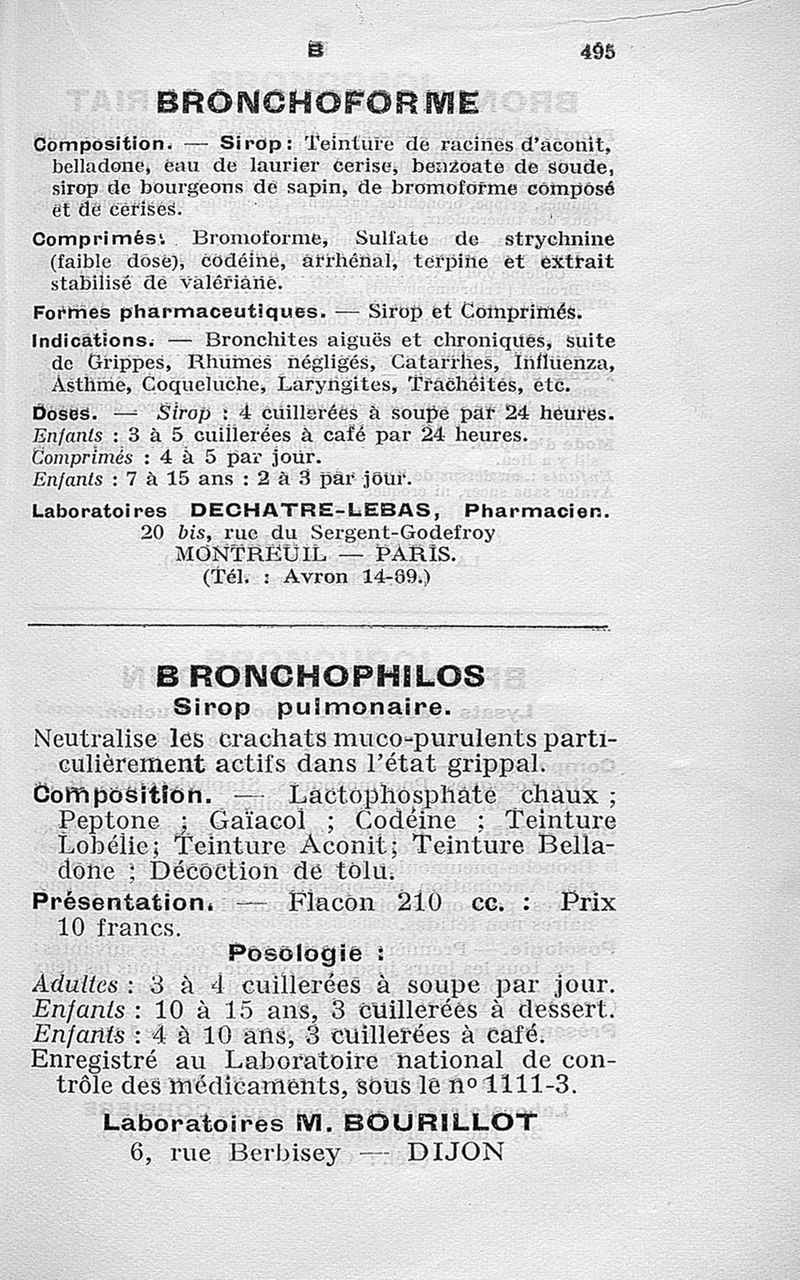 B 495
BRONCHOFORME
Composition. — Sirop : Teinture de racines d'aconit,
belladone, eau de laurier cerise, benzoate de soude,
sirop de bourgeons de sapin, de bromoforme composé
et de cerises.
Comprimés. Bromoforme, Sulfate de strychnine
(faible dose), codéine, arrhénal, terpine et extrait
stabilisé de valériane.
Formes pharmaceutiques. — Sirop et Comprimés.
Indications. — Bronchites aiguës et chroniques, suite
de Grippes, Rhumes négligés, Catarrhes, Influenza,
Asthme, Coqueluche, Laryngites, Trachéites, etc.
Doses. — Sirop : 4 cuillerées à soupe par 24 heures.
Enfants : 3 à 5 cuillerées à café par 24 heures.
Comprimés : 4 à 5 par jour.
Enfants : 7 à 15 ans : 2 à 3 par jour.
Laboratoires DECHATRE-LEBAS, Pharmacien.
20 bis, rue du Sergent-Godefroy
MONTREUIL — PARIS.
(Tél. : Avron 14-69.)
BRONCHOPHILOS
Sirop pulmonaire.
Neutralise les crachats muco-purulents parti-
culièrement actifs dans l'état grippal.
Composition. — Lactophosphate chaux ;
Peptone ; Gaïacol ; Codéine ; Teinture
Lobélie ; Teinture Aconit ; Teinture Bella-
done ; Décoction de tolu.
Présentation. — Flacon 210 cc. : Prix
10 francs.
Posologie :
Adultes : 3 à 4 cuillerées à soupe par jour.
Enfants : 10 à 15 ans, 3 cuillerées à dessert.
Enfants : 4 à 10 ans, 3 cuillerées à café.
Enregistré au Laboratoire national de con-
trôle des médicaments, sous le nº 1111-3.
Laboratoires M. BOURILLOT
6, rue Berbisey — DIJON